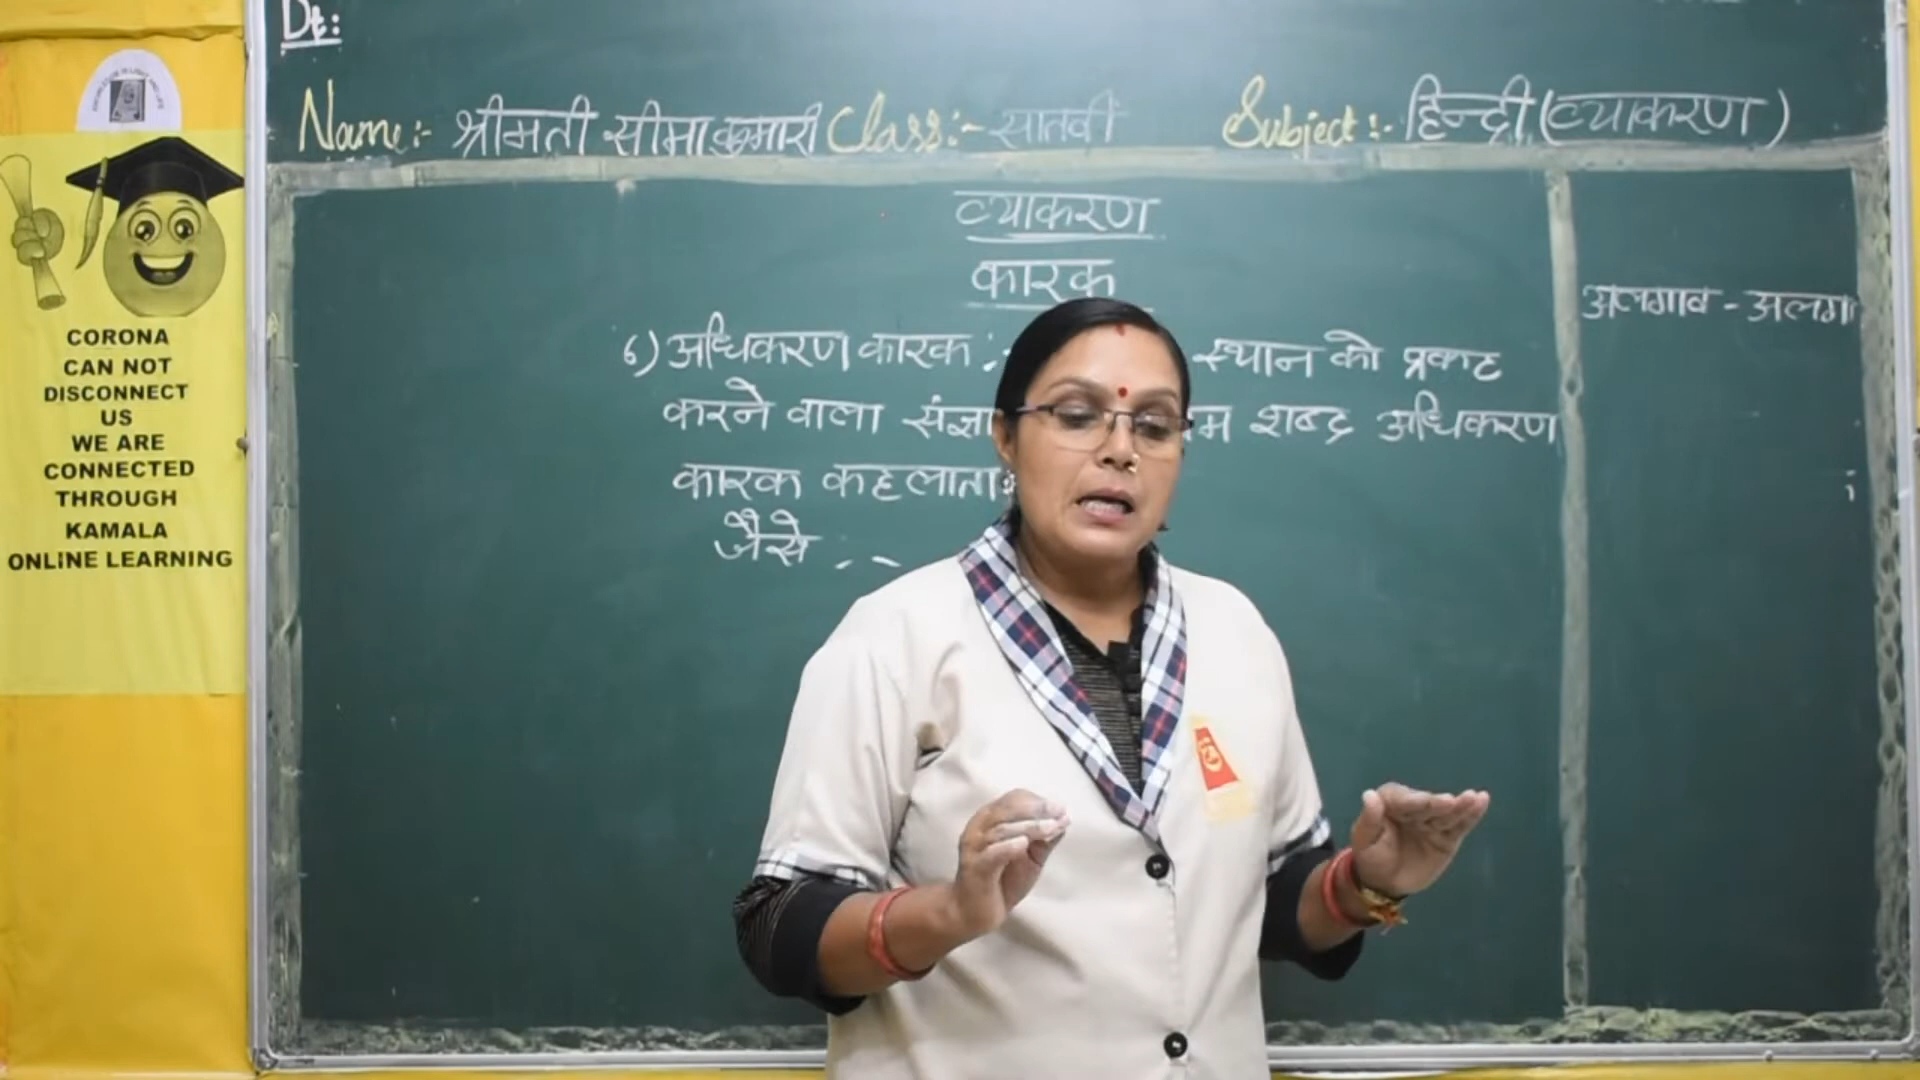 Dt:
Name:- श्रीमती सीमा कुमारी Class:- सातवीं Subject:- हिन्दी (व्याकरण)
व्याकरण
कारक
6) अधिकरण कारक :- स्थान को प्रकट
करने वाला संज्ञा शब्द अधिकरण
कारक कहलाता
जैसे :-
अलगाव - अलग
CORONA
CAN NOT
DISCONNECT
US
WE ARE
CONNECTED
THROUGH
KAMALA
ONLINE LEARNING